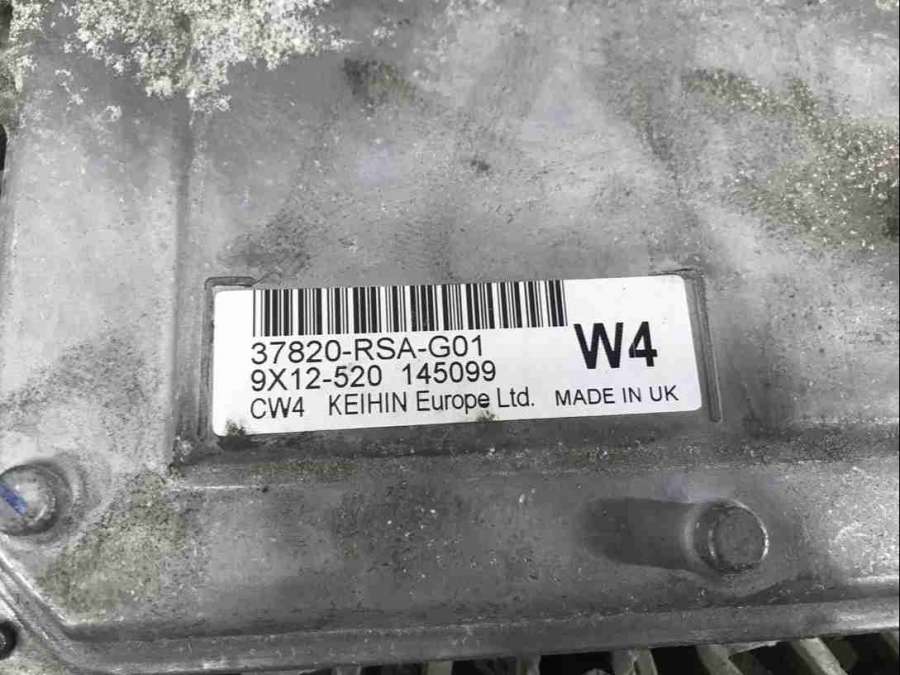 37820-RSA-G01
W4
9X12-520 145099
CW4 KEIHIN Europe Ltd. MADE IN UK